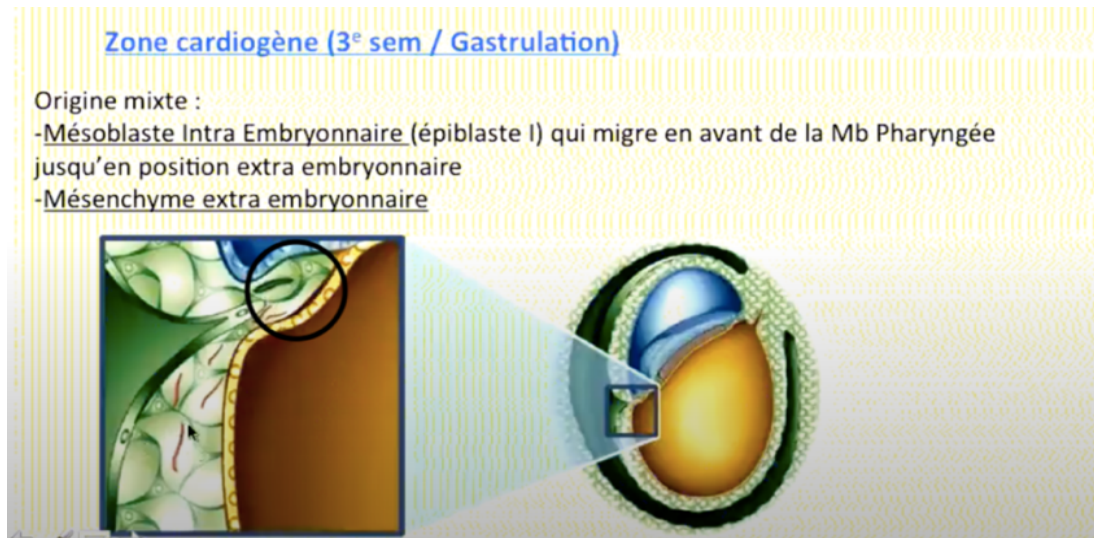 Zone cardiogène (3e sem / Gastrulation)
Origine mixte :
-Mésoblaste Intra Embryonnaire (épiblaste I) qui migre en avant de la Mb Pharyngée
jusqu'en position extra embryonnaire
-Mésenchyme extra embryonnaire